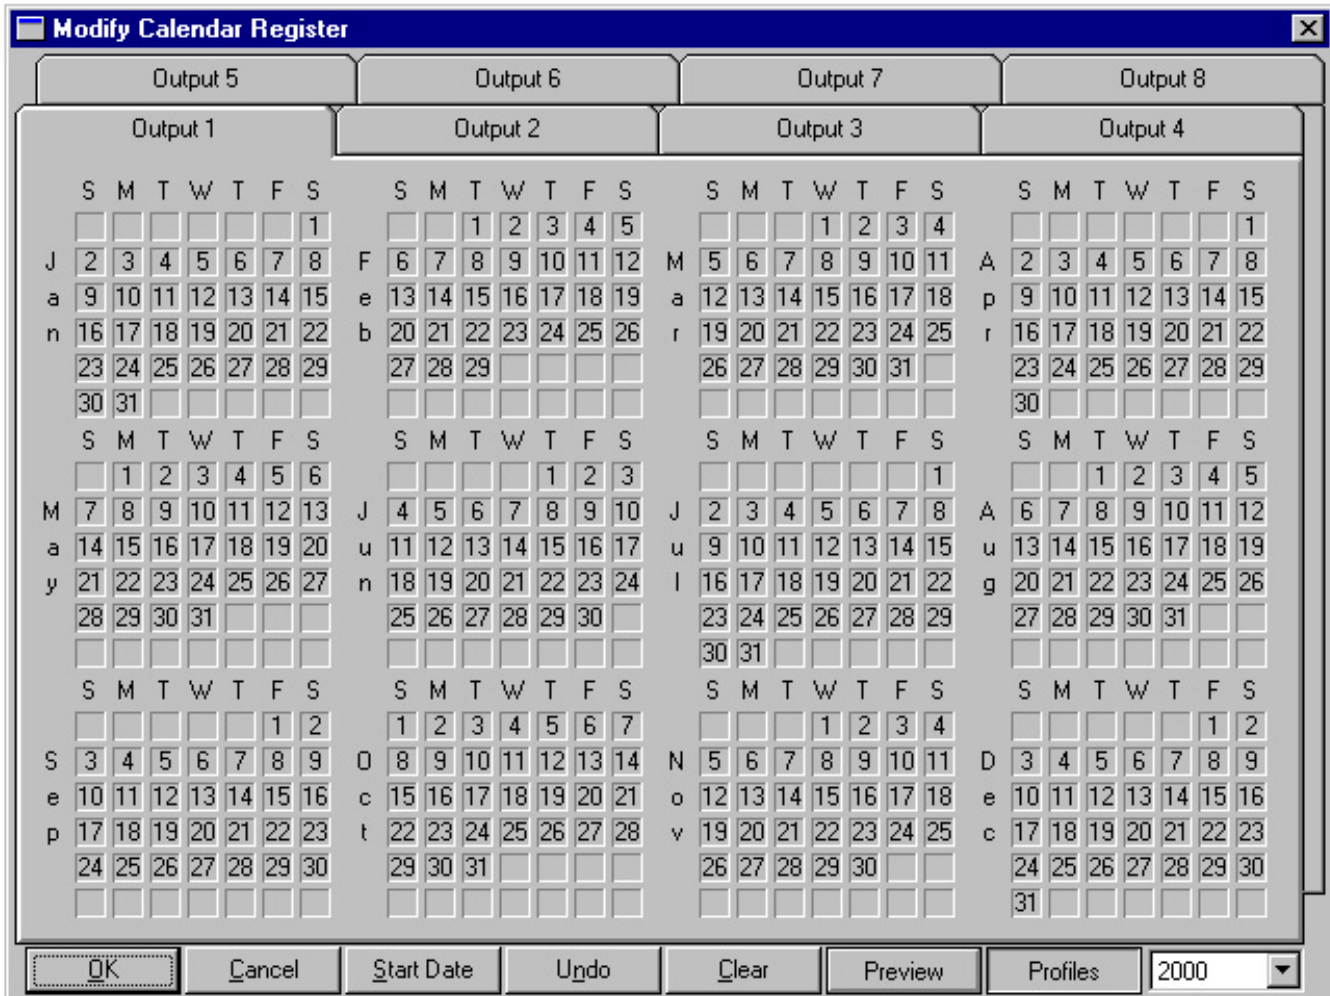 Modify Calendar Register
Output 5 Output 6 Output 7 Output 8
Output 1 Output 2 Output 3 Output 4
S M T W T F S S M T W T F S S M T W T F S S M T W T F S
1 1 2 3 4 5 1 2 3 4 1
J 2 3 4 5 6 7 8 F 6 7 8 9 10 11 12 M 5 6 7 8 9 10 11 A 2 3 4 5 6 7 8
a 9 10 11 12 13 14 15 e 13 14 15 16 17 18 19 a 12 13 14 15 16 17 18 p 9 10 11 12 13 14 15
n 16 17 18 19 20 21 22 b 20 21 22 23 24 25 26 r 19 20 21 22 23 24 25 r 16 17 18 19 20 21 22
23 24 25 26 27 28 29 27 28 29 26 27 28 29 30 31 23 24 25 26 27 28 29
30 31 30
S M T W T F S S M T W T F S S M T W T F S S M T W T F S
1 2 3 4 5 6 1 2 3 1 1 2 3 4 5
M 7 8 9 10 11 12 13 J 4 5 6 7 8 9 10 J 2 3 4 5 6 7 8 A 6 7 8 9 10 11 12
a 14 15 16 17 18 19 20 u 11 12 13 14 15 16 17 u 9 10 11 12 13 14 15 u 13 14 15 16 17 18 19
y 21 22 23 24 25 26 27 n 18 19 20 21 22 23 24 l 16 17 18 19 20 21 22 g 20 21 22 23 24 25 26
28 29 30 31 25 26 27 28 29 30 23 24 25 26 27 28 29 27 28 29 30 31
30 31
S M T W T F S S M T W T F S S M T W T F S S M T W T F S
1 2 1 2 3 4 5 6 7 1 2 3 4 1 2
S 3 4 5 6 7 8 9 O 8 9 10 11 12 13 14 N 5 6 7 8 9 10 11 D 3 4 5 6 7 8 9
e 10 11 12 13 14 15 16 c 15 16 17 18 19 20 21 o 12 13 14 15 16 17 18 e 10 11 12 13 14 15 16
p 17 18 19 20 21 22 23 t 22 23 24 25 26 27 28 v 19 20 21 22 23 24 25 c 17 18 19 20 21 22 23
24 25 26 27 28 29 30 29 30 31 26 27 28 29 30 24 25 26 27 28 29 30
31
OK Cancel Start Date Undo Clear Preview Profiles 2000